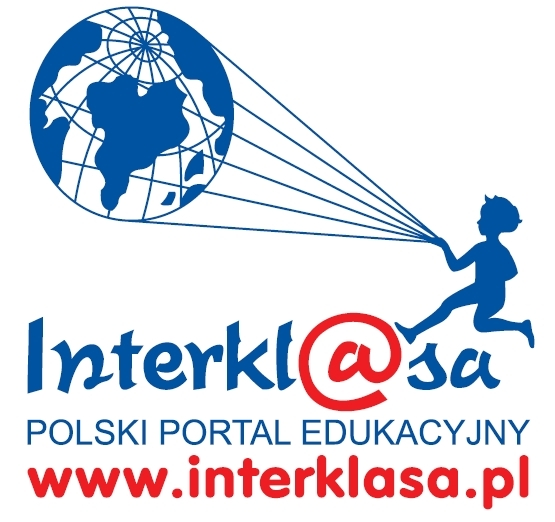 Interkl@sa
POLSKI PORTAL EDUKACYJNY
www.interklasa.pl